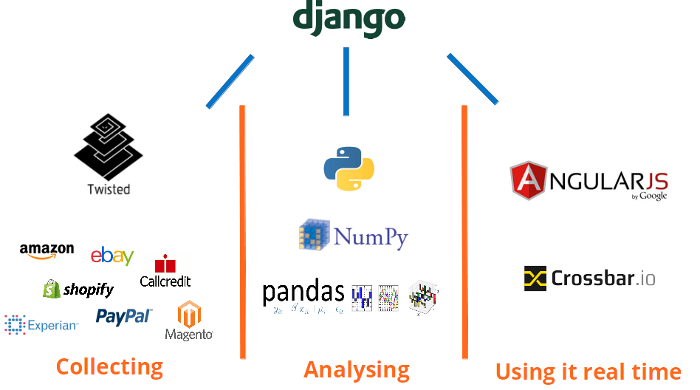 django
Twisted
amazon
ebay
Callcredit
shopify
Experian
PayPal
Magento
Collecting
NumPy
pandas
Analysing
ANGULARJS
by Google
Crossbar.io
Using it real time